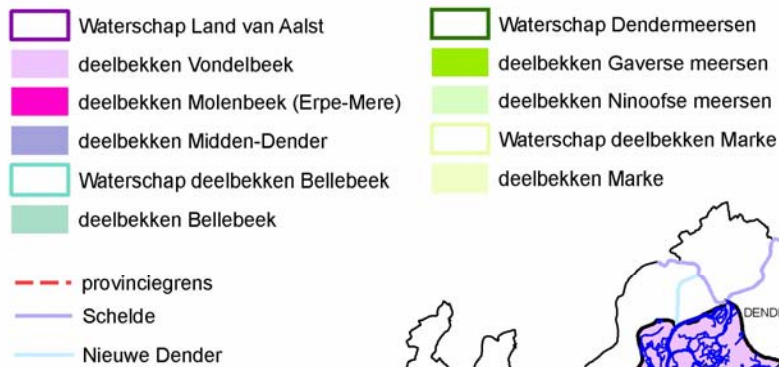 Waterschap Land van Aalst
deelbekken Vondelbeek
deelbekken Molenbeek (Erpe-Mere)
deelbekken Midden-Dender
Waterschap deelbekken Bellebeek
deelbekken Bellebeek
Waterschap Dendermeersen
deelbekken Gaverse meersen
deelbekken Ninoofse meersen
Waterschap deelbekken Marke
deelbekken Marke
provinciegrens
Schelde
Nieuwe Dender
DENDE